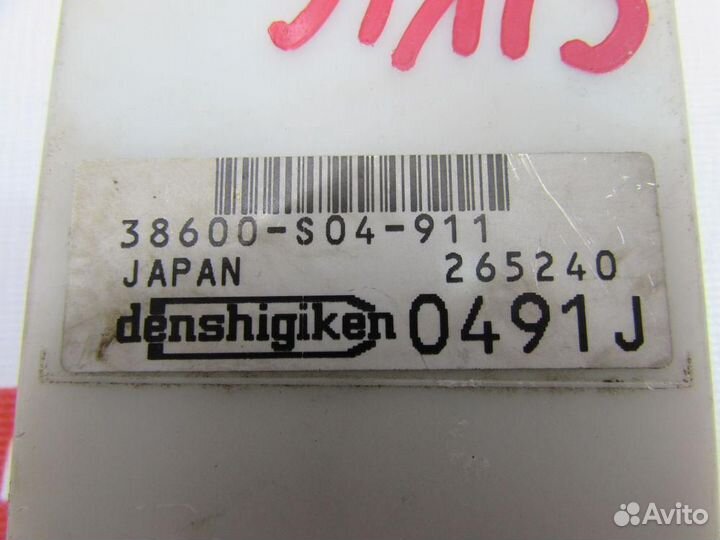 38600-S04-911
JAPAN 265240
denshigiken 0491J
Avito